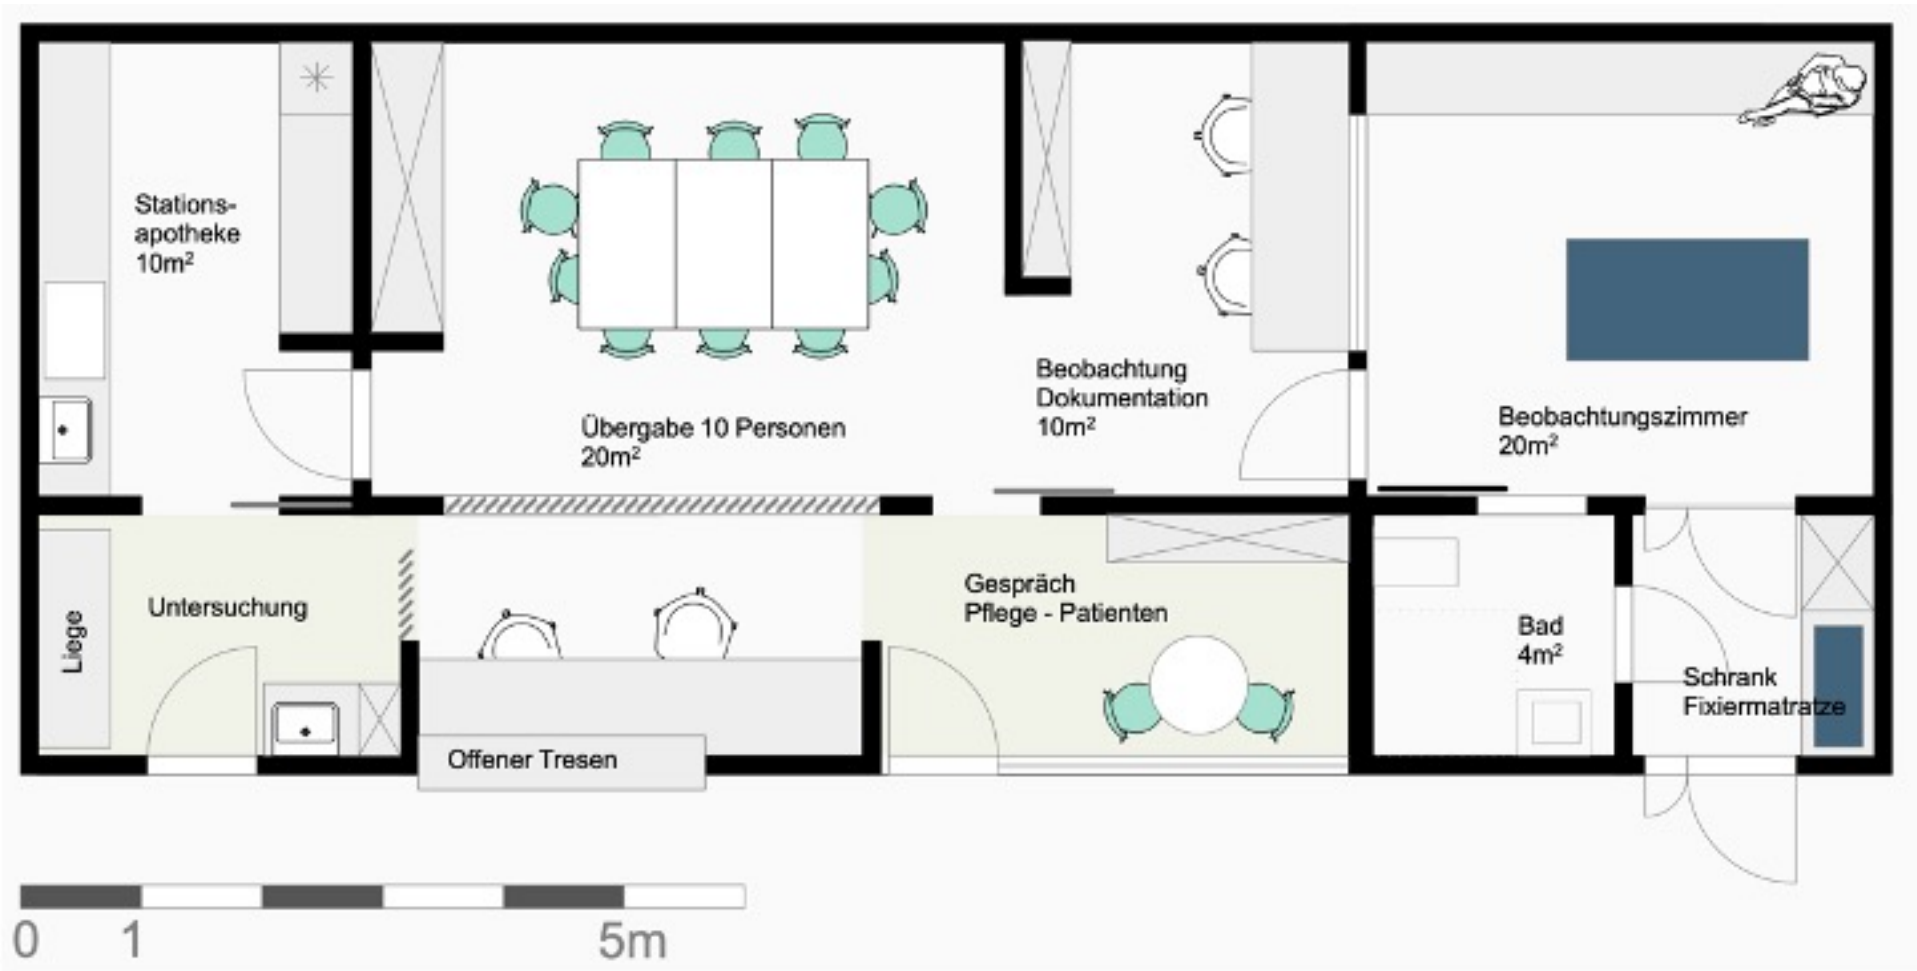 Stations-
apotheke
10m²
Übergabe 10 Personen
20m²
Beobachtung
Dokumentation
10m²
Beobachtungszimmer
20m²
Liege
Untersuchung
Offener Tresen
Gespräch
Pflege - Patienten
Bad
4m²
Schrank
Fixiermatratze
0 1 5m